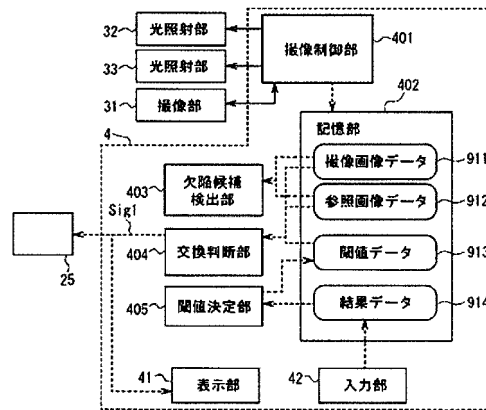 32
光照射部
撮像制御部
401
33
光照射部
31
撮像部
402
4
記憶部
撮像画像データ
911
403
欠陥候補
検出部
参照画像データ
912
Sig1
25
404
交換判断部
閾値データ
913
405
閾値決定部
結果データ
914
41
表示部
42
入力部